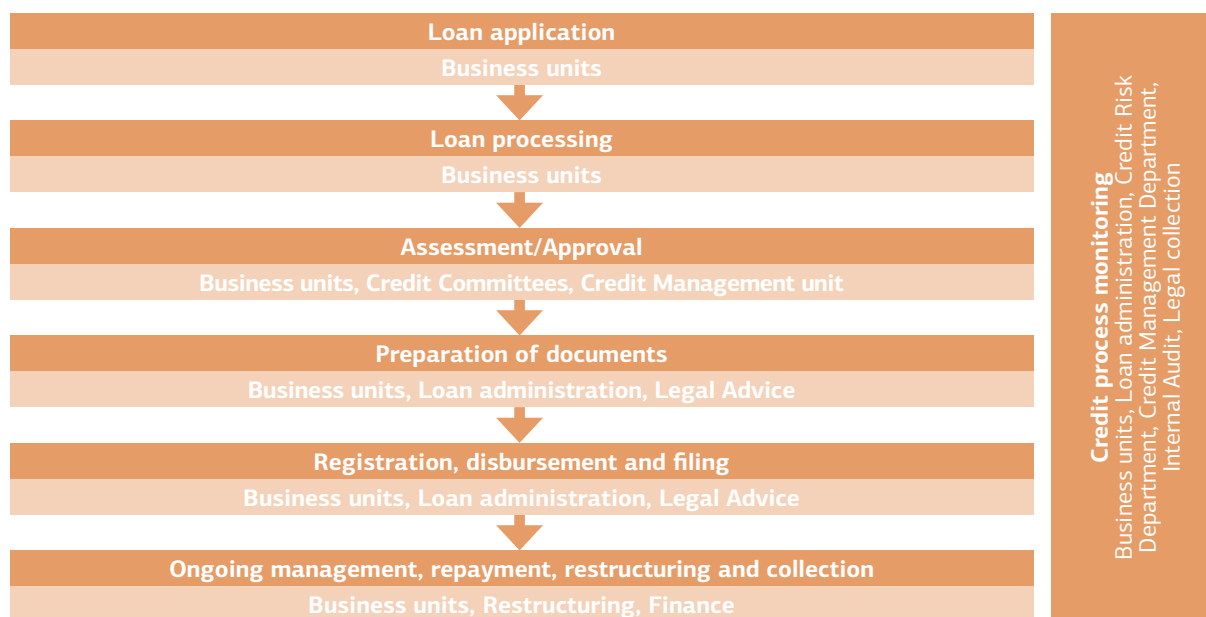 Loan application
Business units
Loan processing
Business units
Assessment/Approval
Business units, Credit Committees, Credit Management unit
Preparation of documents
Business units, Loan administration, Legal Advice
Registration, disbursement and filing
Business units, Loan administration, Legal Advice
Ongoing management, repayment, restructuring and collection
Business units, Restructuring, Finance
Credit process monitoring
Business units, Loan administration, Credit Risk
Department, Credit Management Department,
Internal Audit, Legal collection